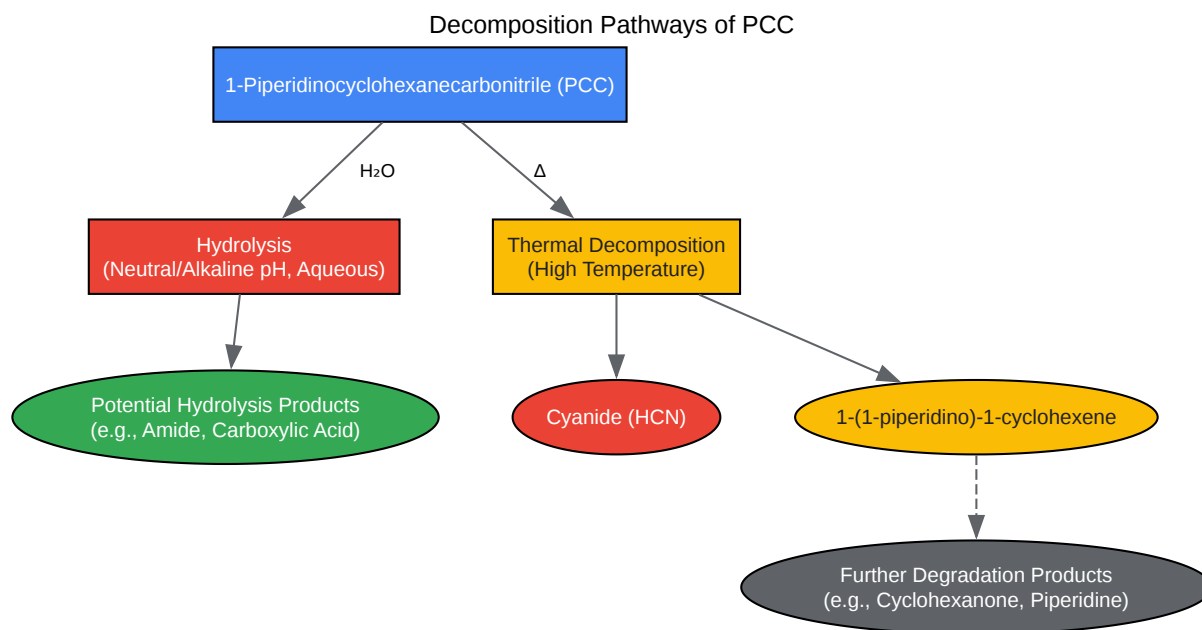 Decomposition Pathways of PCC
1-Piperidinocyclohexanecarbonitrile (PCC)
H₂O
Δ
Hydrolysis
(Neutral/Alkaline pH, Aqueous)
Thermal Decomposition
(High Temperature)
Potential Hydrolysis Products
(e.g., Amide, Carboxylic Acid)
Cyanide (HCN)
1-(1-piperidino)-1-cyclohexene
Further Degradation Products
(e.g., Cyclohexanone, Piperidine)